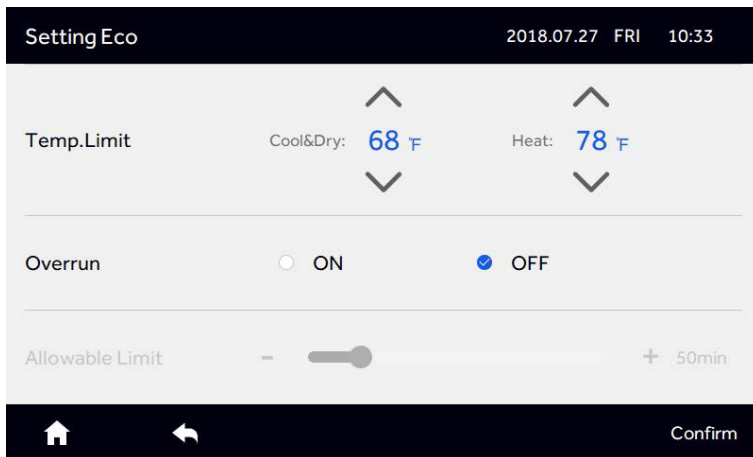 Setting Eco 2018.07.27 FRI 10:33
Temp.Limit Cool&Dry: 68 °F Heat: 78 °F
Overrun ON OFF
Allowable Limit - + 50min
Confirm